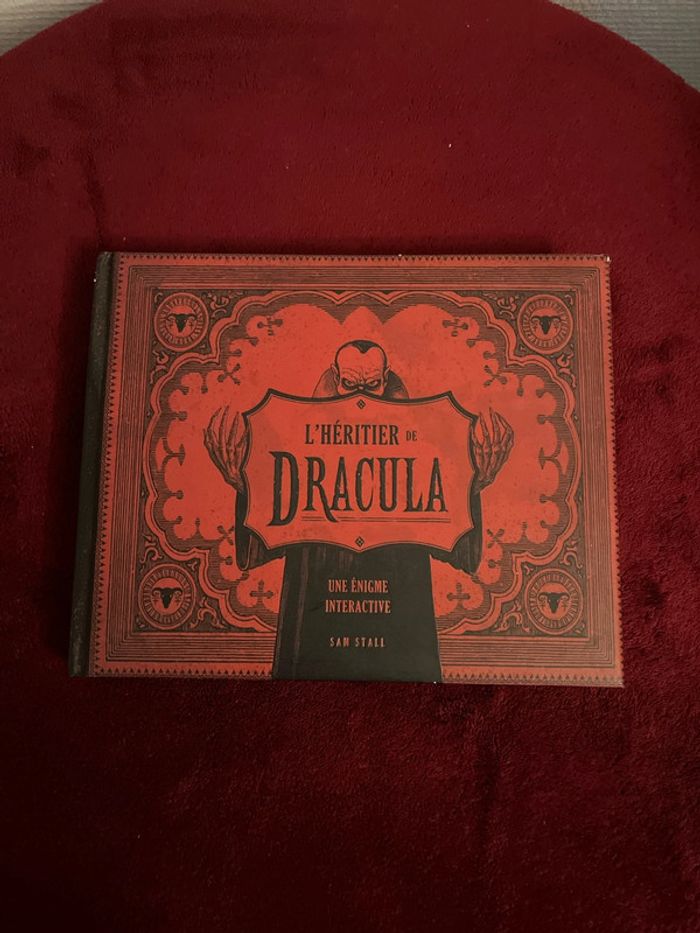 L'HÉRITIER DE
DRACULA
UNE ÉNIGME
INTERACTIVE
SAM STALL